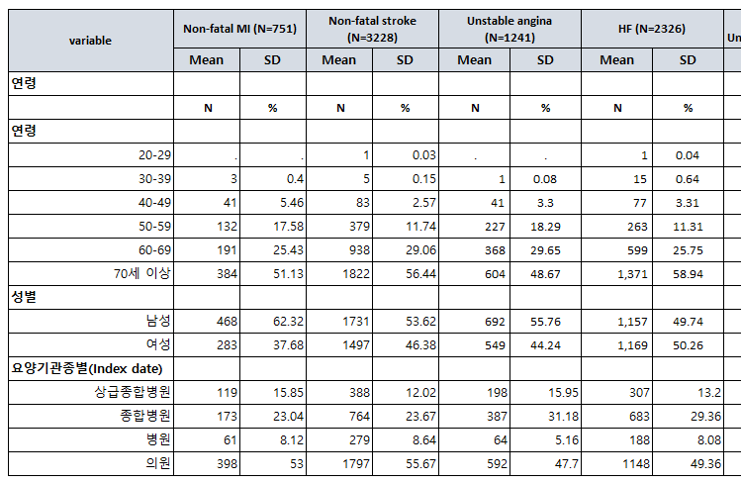 variable Non-fatal MI (N=751) Non-fatal stroke (N=3228) Unstable angina (N=1241) HF (N=2326) Un
Mean SD Mean SD Mean SD Mean SD
연령
N % N % N % N %
연령
20-29 . . 1 0.03 . . 1 0.04
30-39 3 0.4 5 0.15 1 0.08 15 0.64
40-49 41 5.46 83 2.57 41 3.3 77 3.31
50-59 132 17.58 379 11.74 227 18.29 263 11.31
60-69 191 25.43 938 29.06 368 29.65 599 25.75
70세 이상 384 51.13 1822 56.44 604 48.67 1,371 58.94
성별
남성 468 62.32 1731 53.62 692 55.76 1,157 49.74
여성 283 37.68 1497 46.38 549 44.24 1,169 50.26
요양기관종별(Index date)
상급종합병원 119 15.85 388 12.02 198 15.95 307 13.2
종합병원 173 23.04 764 23.67 387 31.18 683 29.36
병원 61 8.12 279 8.64 64 5.16 188 8.08
의원 398 53 1797 55.67 592 47.7 1148 49.36